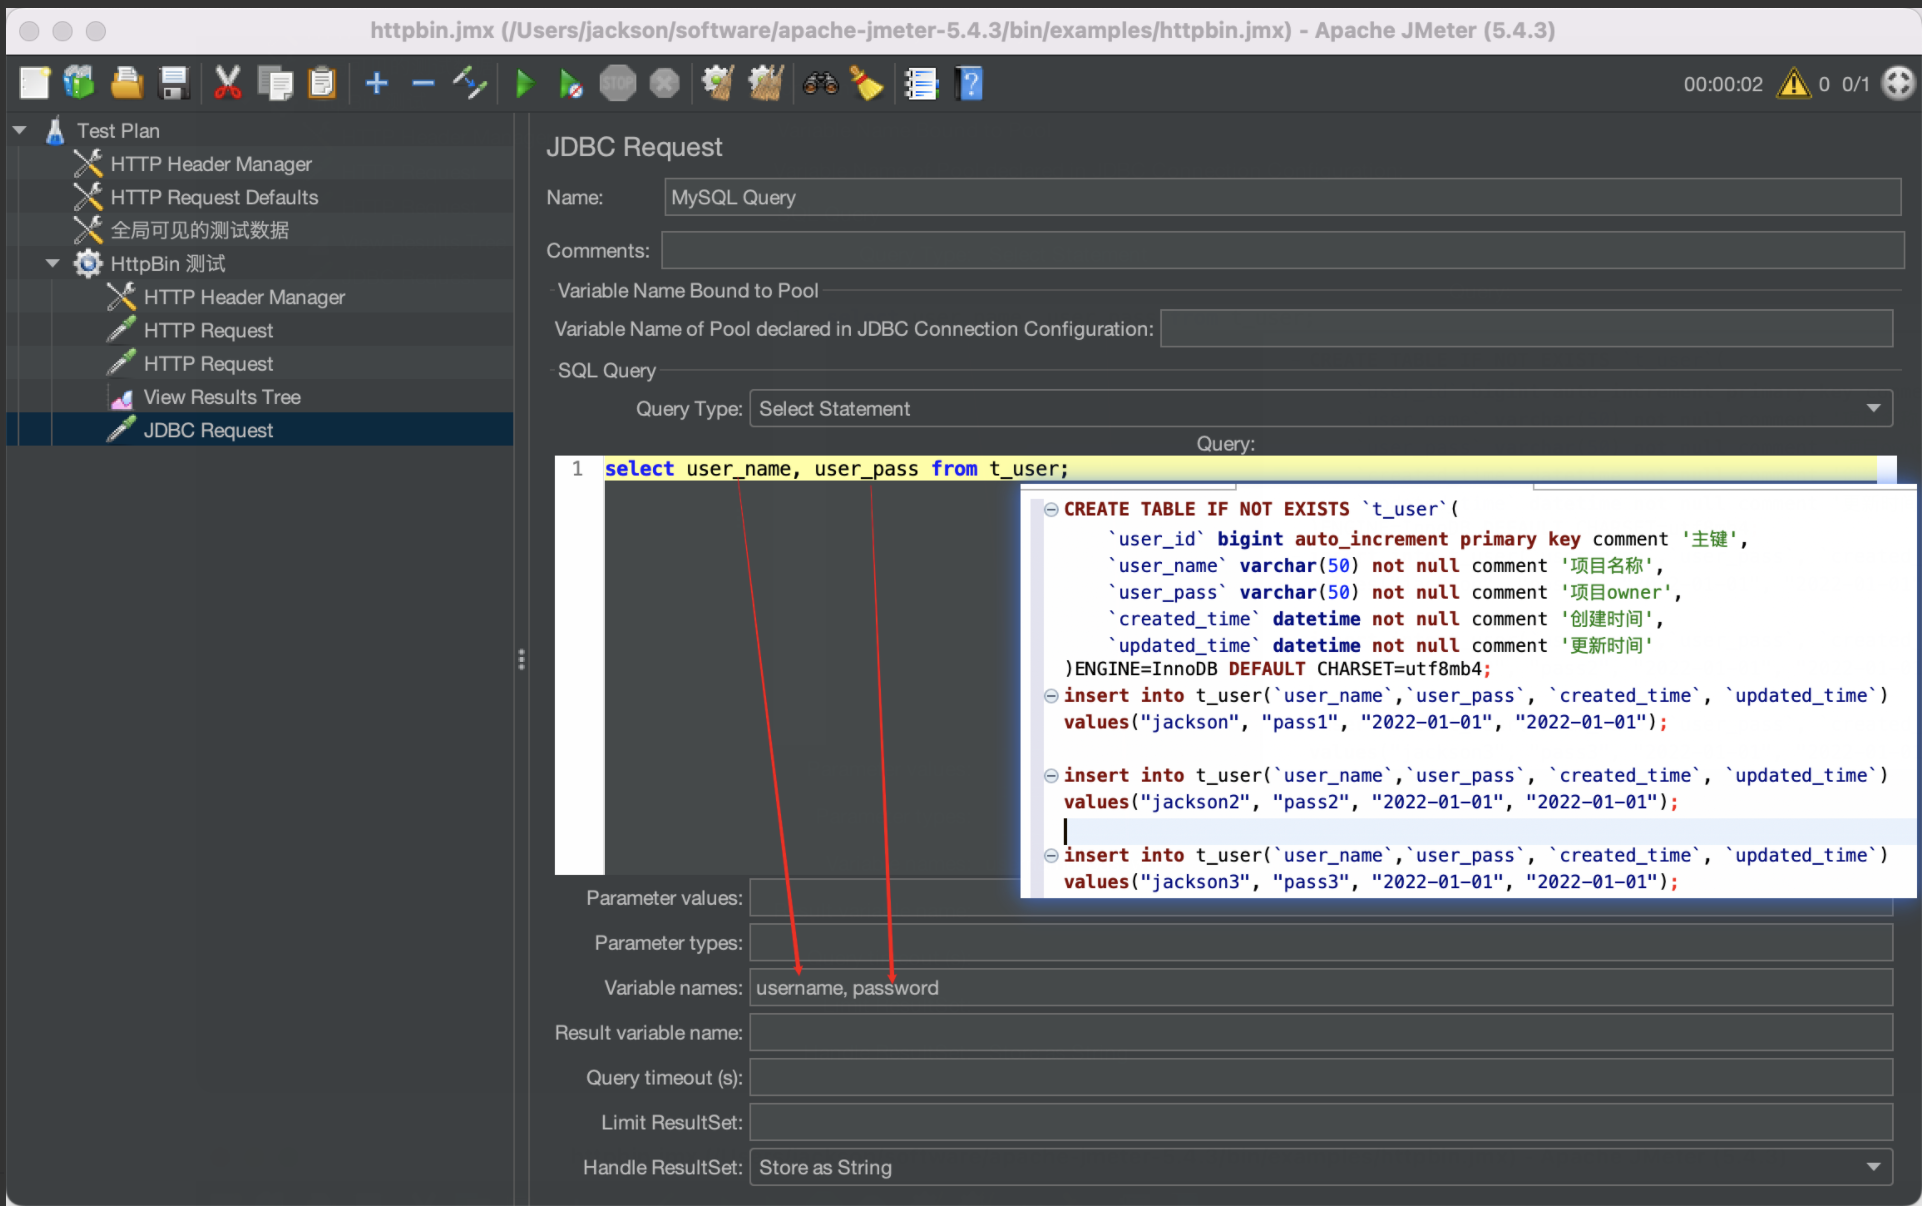 httpbin.jmx (/Users/jackson/software/apache-jmeter-5.4.3/bin/examples/httpbin.jmx) - Apache JMeter (5.4.3)
STOP
00:00:02
0 0/1
Test Plan
HTTP Header Manager
HTTP Request Defaults
全局可见的测试数据
HttpBin 测试
HTTP Header Manager
HTTP Request
HTTP Request
View Results Tree
JDBC Request
JDBC Request
Name: MySQL Query
Comments:
Variable Name Bound to Pool
Variable Name of Pool declared in JDBC Connection Configuration:
SQL Query
Query Type: Select Statement
Query:
1 select user_name, user_pass from t_user;
CREATE TABLE IF NOT EXISTS `t_user`(
`user_id` bigint auto_increment primary key comment '主键',
`user_name` varchar(50) not null comment '项目名称',
`user_pass` varchar(50) not null comment '项目owner',
`created_time` datetime not null comment '创建时间',
`updated_time` datetime not null comment '更新时间'
)ENGINE=InnoDB DEFAULT CHARSET=utf8mb4;
insert into t_user(`user_name`,`user_pass`, `created_time`, `updated_time`)
values("jackson", "pass1", "2022-01-01", "2022-01-01");
insert into t_user(`user_name`,`user_pass`, `created_time`, `updated_time`)
values("jackson2", "pass2", "2022-01-01", "2022-01-01");
insert into t_user(`user_name`,`user_pass`, `created_time`, `updated_time`)
values("jackson3", "pass3", "2022-01-01", "2022-01-01");
Parameter values:
Parameter types:
Variable names: username, password
Result variable name:
Query timeout (s):
Limit ResultSet:
Handle ResultSet: Store as String